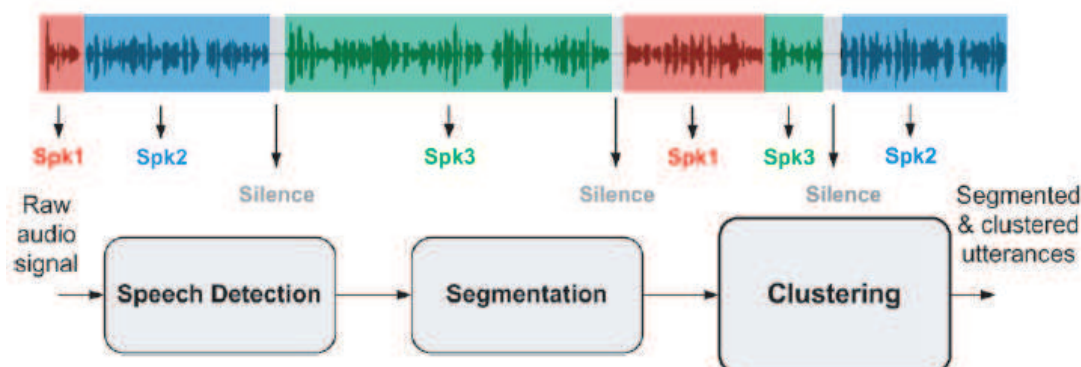 Spk1
Spk2
Spk3
Spk1
Spk3
Spk2
Silence
Silence
Silence
Raw
audio
signal
Speech Detection
Segmentation
Clustering
Segmented
& clustered
utterances